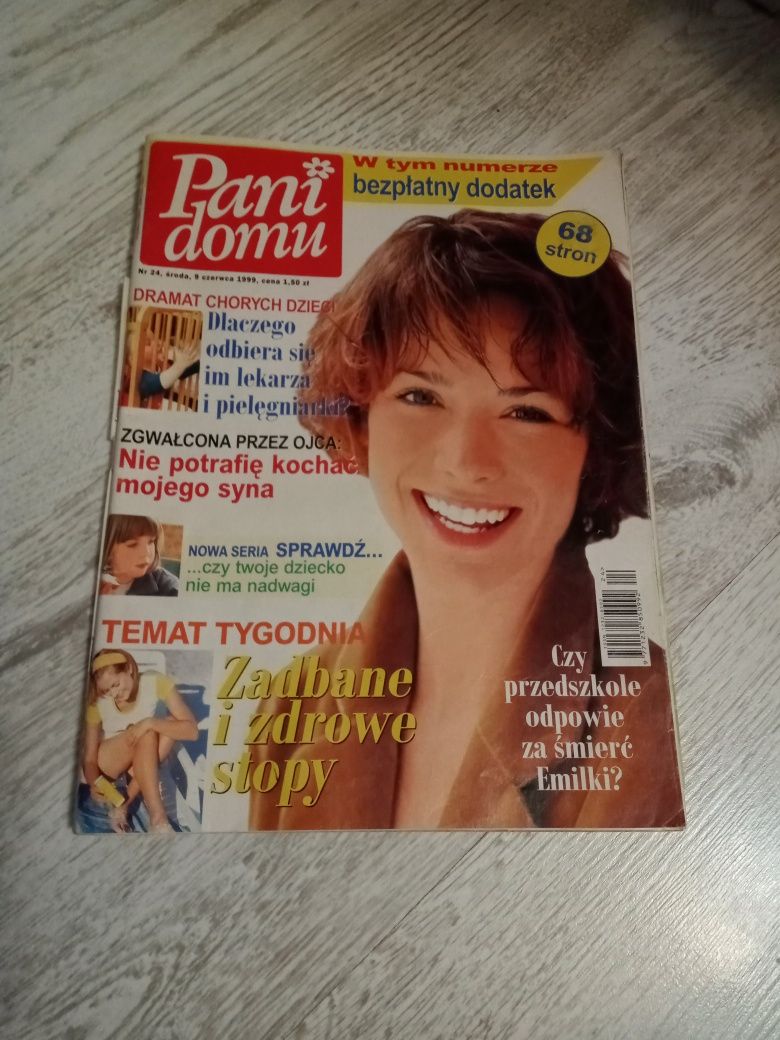 Pani
domu
W tym numerze
bezpłatny dodatek
68
stron
Nr 24, środa, 9 czerwca 1999, cena 1,50 zł
DRAMAT CHORYCH DZIECI
Dlaczego
odbiera się
im lekarza
i pielęgniarki?
ZGWAŁCONA PRZEZ OJCA:
Nie potrafię kochać
mojego syna
NOWA SERIA SPRAWDŹ...
...czy twoje dziecko
nie ma nadwagi
TEMAT TYGODNIA
Zadbane
i zdrowe
stopy
Czy
przedszkole
odpowie
za śmierć
Emilki?